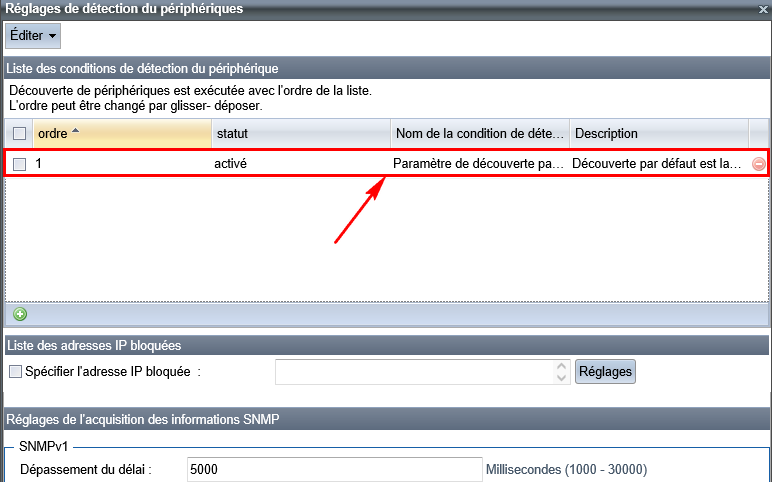 Réglages de détection du périphériques
Éditer
Liste des conditions de détection du périphérique
Découverte de périphériques est exécutée avec l'ordre de la liste.
L'ordre peut être changé par glisser- déposer.
ordre statut Nom de la condition de déte... Description
1 activé Paramètre de découverte pa... Découverte par défaut est la...
Liste des adresses IP bloquées
Spécifier l'adresse IP bloquée : Réglages
Réglages de l'acquisition des informations SNMP
SNMPv1
Dépassement du délai : 5000 Millisecondes (1000 - 30000)